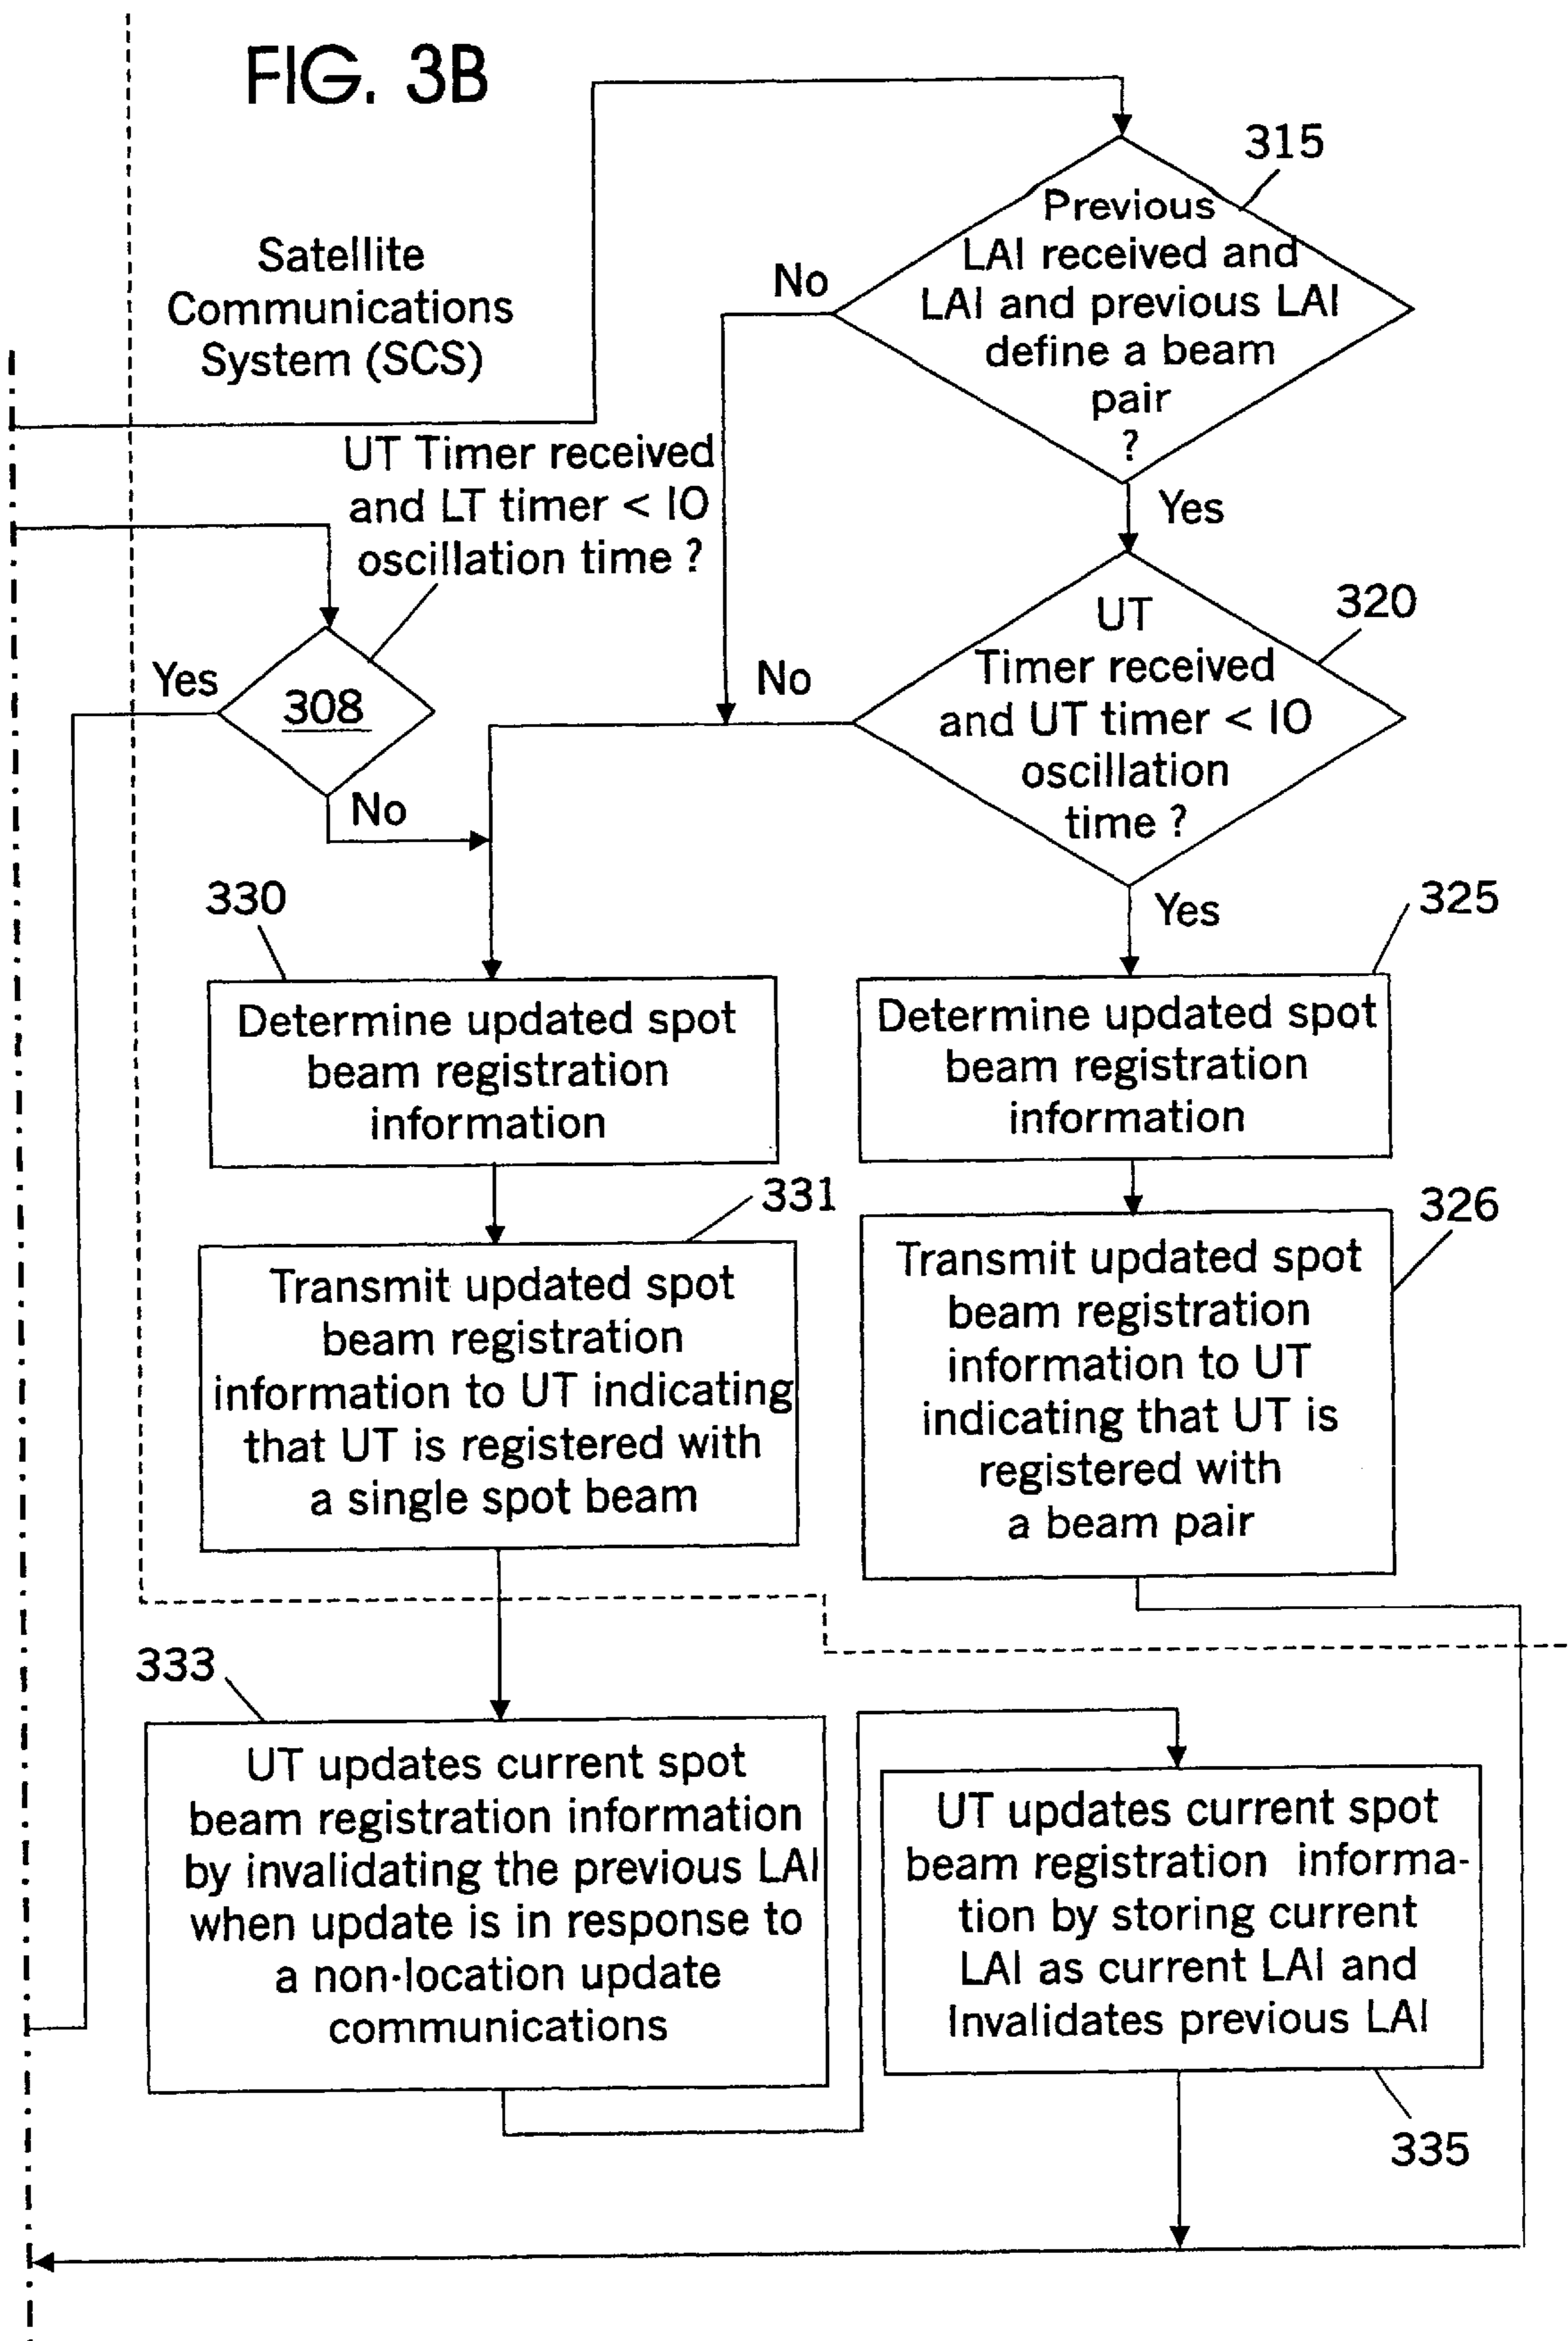 FIG. 3B
Satellite
Communications
System (SCS)
315
Previous
LAI received and
LAI and previous LAI
define a beam
pair
?
No
Yes
UT Timer received
and LT timer < IO
oscillation time ?
308
Yes
No
320
UT
Timer received
and UT timer < IO
oscillation
time ?
No
Yes
330
Determine updated spot
beam registration
information
325
Determine updated spot
beam registration
information
331
Transmit updated spot
beam registration
information to UT indicating
that UT is registered with
a single spot beam
326
Transmit updated spot
beam registration
information to UT
indicating that UT is
registered with
a beam pair
333
UT updates current spot
beam registration information
by invalidating the previous LAI
when update is in response to
a non-location update
communications
UT updates current spot
beam registration informa-
tion by storing current
LAI as current LAI and
Invalidates previous LAI
335